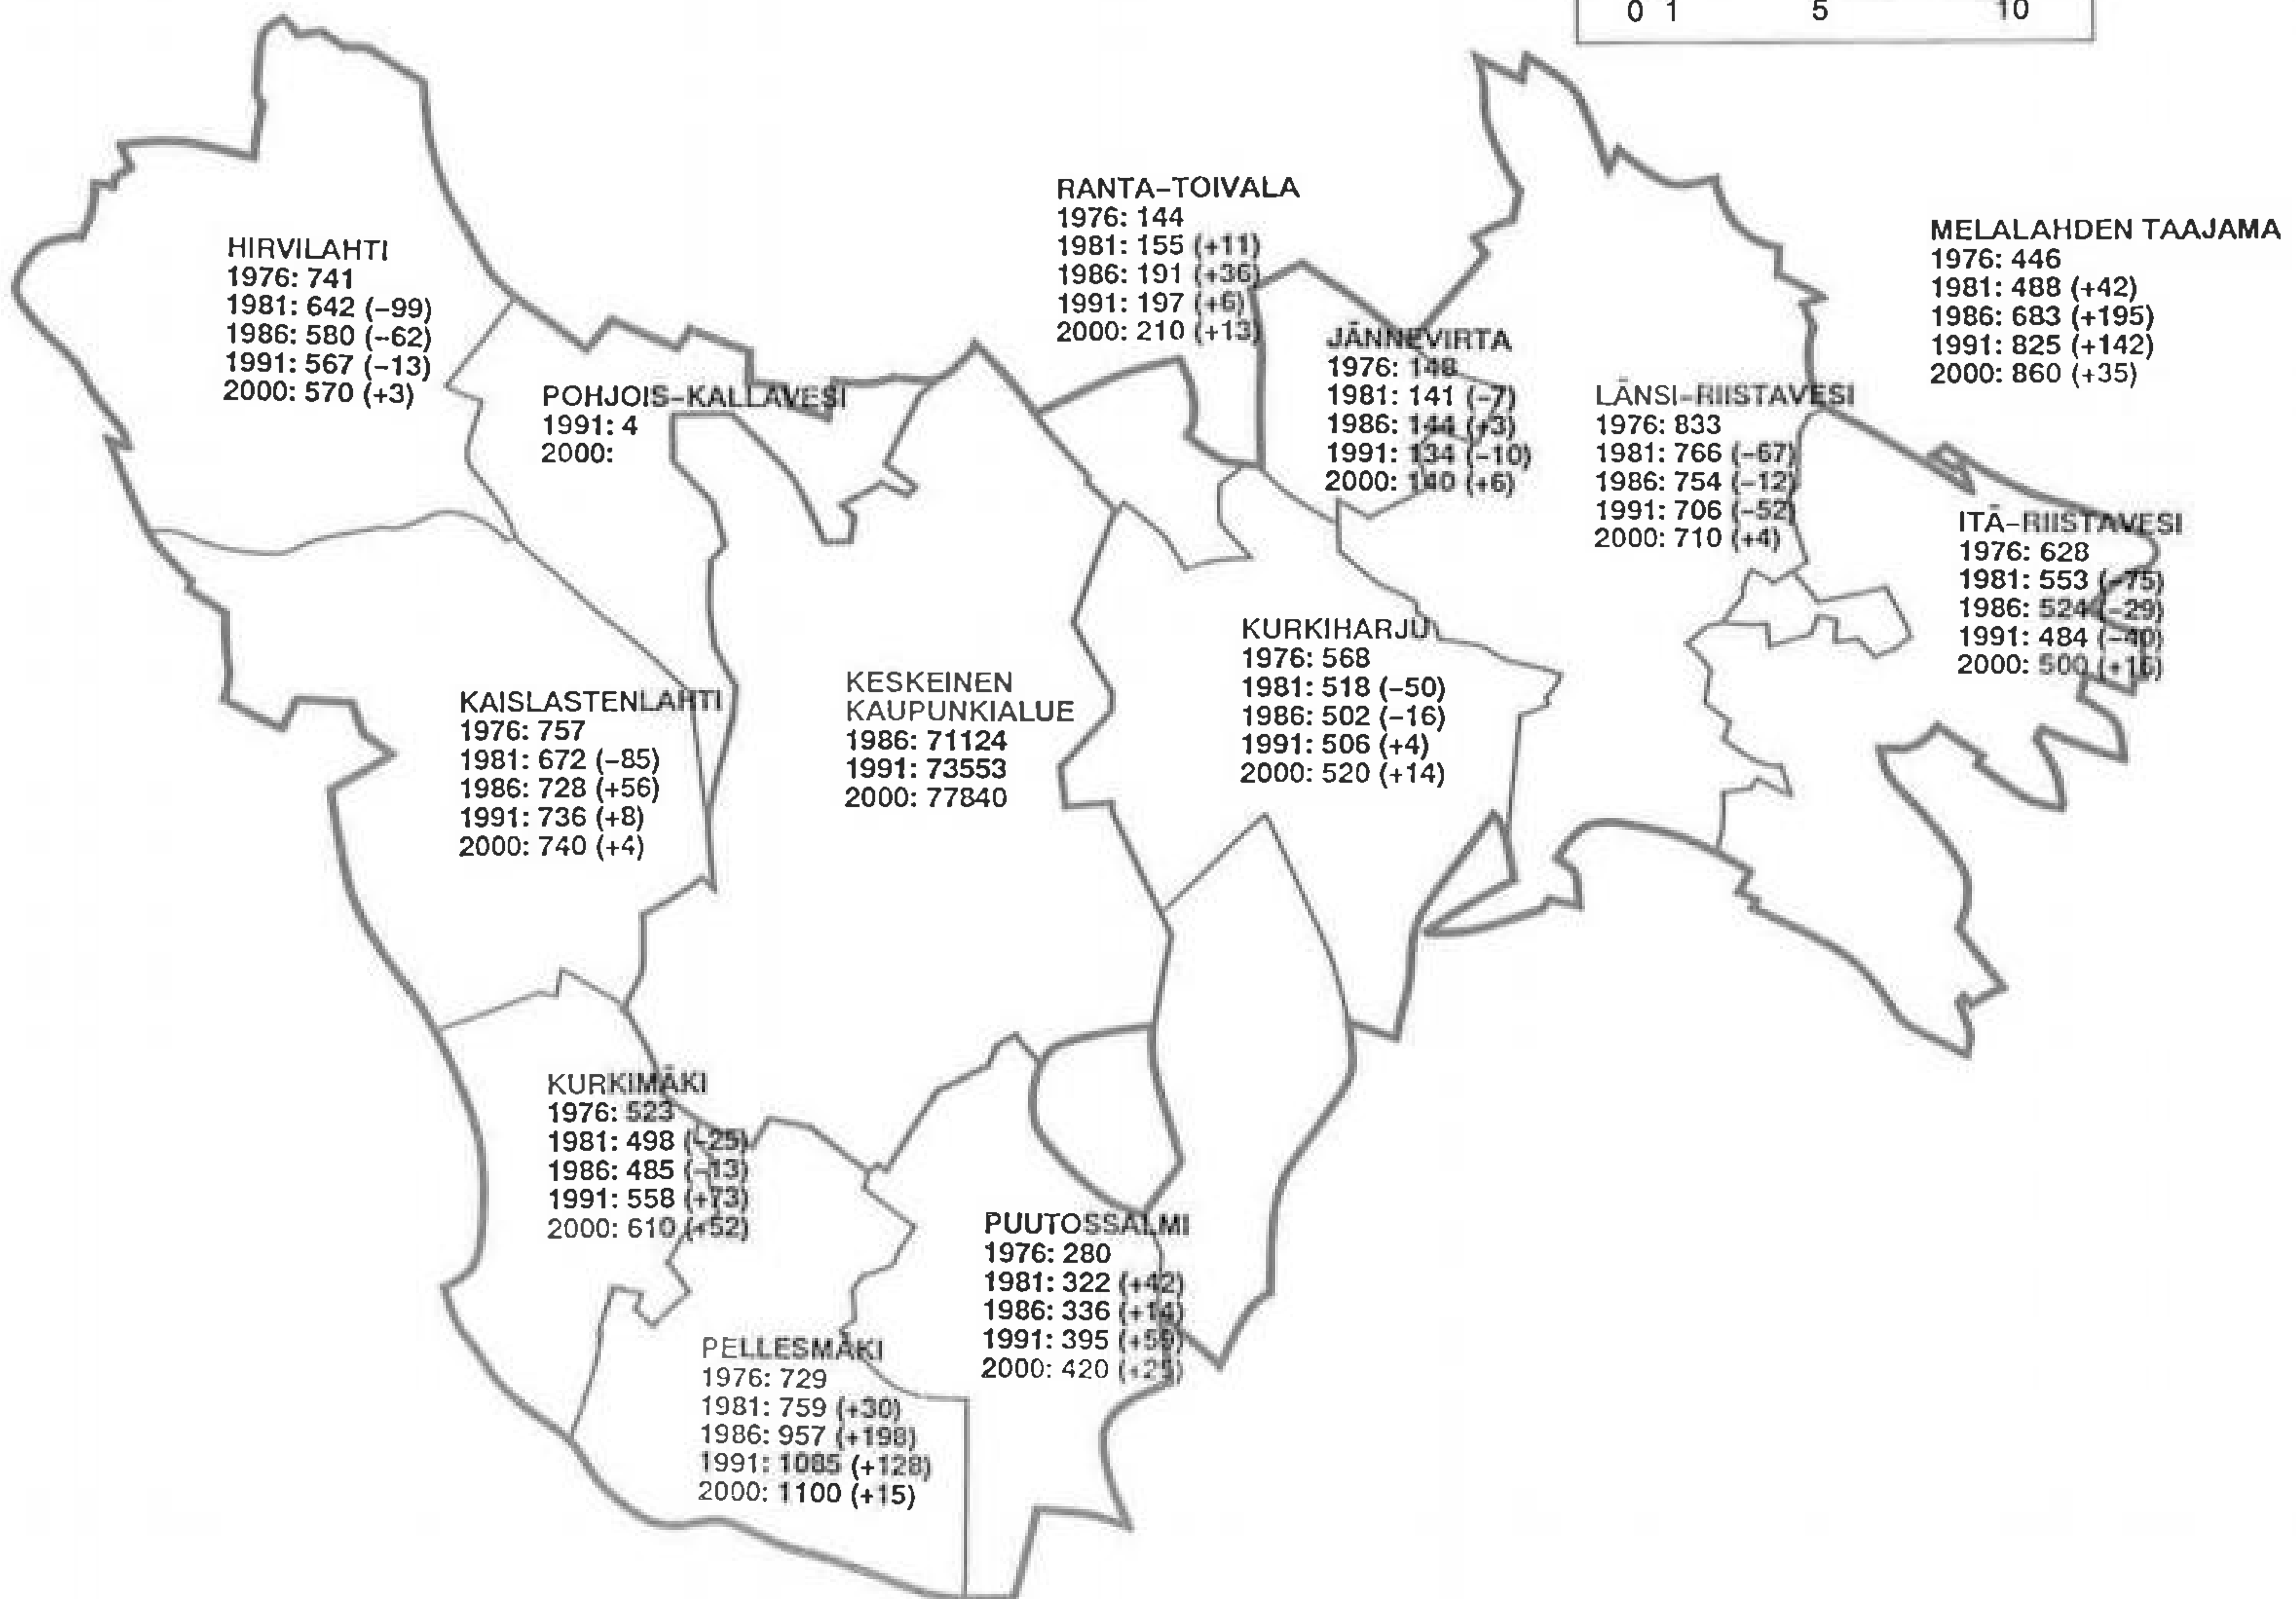 0 1 5 10
HIRVILAHTI
1976: 741
1981: 642 (-99)
1986: 580 (-62)
1991: 567 (-13)
2000: 570 (+3)
POHJOIS-KALLAVESI
1991: 4
2000:
RANTA-TOIVALA
1976: 144
1981: 155 (+11)
1986: 191 (+36)
1991: 197 (+6)
2000: 210 (+13)
JÄNNEVIRTA
1976: 148
1981: 141 (-7)
1986: 144 (+3)
1991: 134 (-10)
2000: 140 (+6)
LÄNSI-RIISTAVESI
1976: 833
1981: 766 (-67)
1986: 754 (-12)
1991: 706 (-52)
2000: 710 (+4)
MELALAHDEN TAAJAMA
1976: 446
1981: 488 (+42)
1986: 683 (+195)
1991: 825 (+142)
2000: 860 (+35)
ITÄ-RIISTAVESI
1976: 628
1981: 553 (-75)
1986: 524 (-29)
1991: 484 (-40)
2000: 500 (+16)
KAISLASTENLAHTI
1976: 757
1981: 672 (-85)
1986: 728 (+56)
1991: 736 (+8)
2000: 740 (+4)
KESKEINEN
KAUPUNKIALUE
1986: 71124
1991: 73553
2000: 77840
KURKIHARJU
1976: 568
1981: 518 (-50)
1986: 502 (-16)
1991: 506 (+4)
2000: 520 (+14)
KURKIMÄKI
1976: 523
1981: 498 (-25)
1986: 485 (-13)
1991: 558 (+73)
2000: 610 (+52)
PUUTOSSALMI
1976: 280
1981: 322 (+42)
1986: 336 (+14)
1991: 395 (+59)
2000: 420 (+25)
PELLESMÄKI
1976: 729
1981: 759 (+30)
1986: 957 (+198)
1991: 1085 (+128)
2000: 1100 (+15)